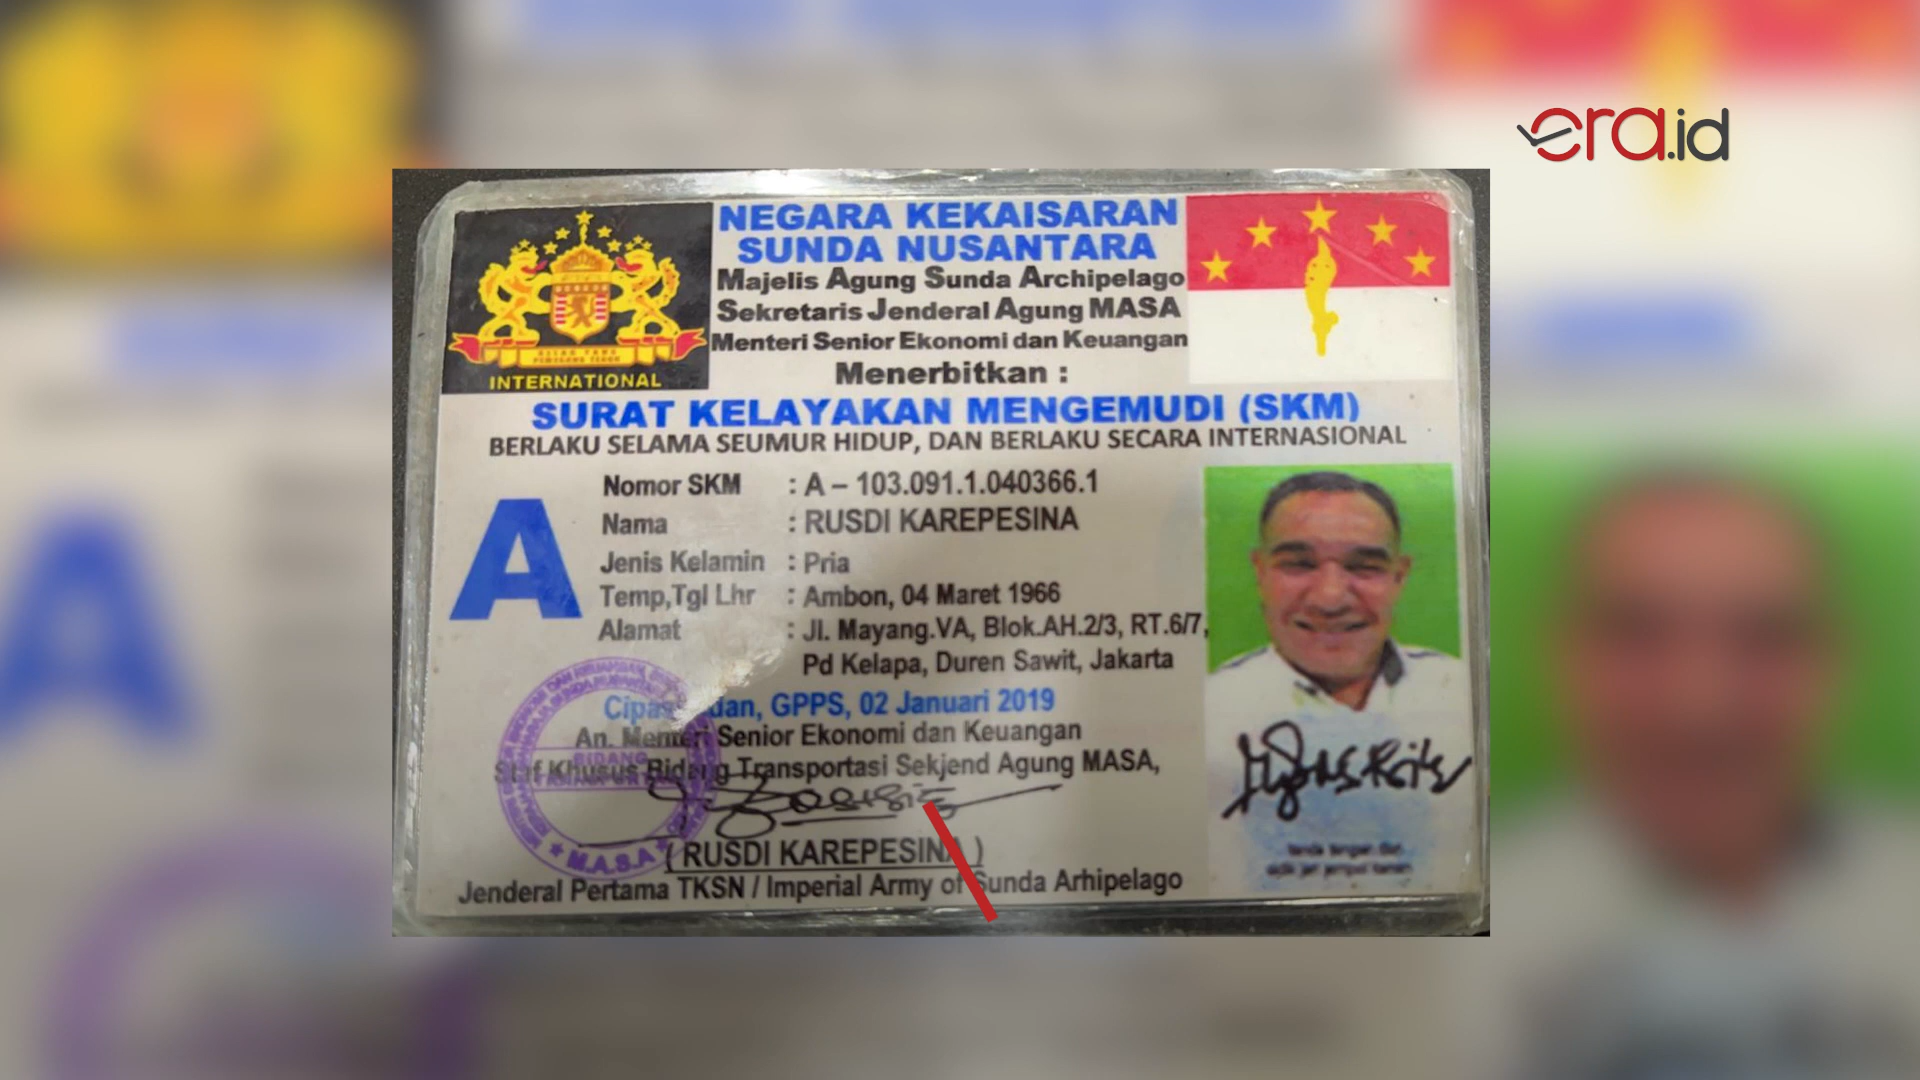 era.id
NEGARA KEKAISARAN
SUNDA NUSANTARA
Majelis Agung Sunda Archipelago
Sekretaris Jenderal Agung MASA
Menteri Senior Ekonomi dan Keuangan
Menerbitkan :
INTERNATIONAL
SURAT KELAYAKAN MENGEMUDI (SKM)
BERLAKU SELAMA SEUMUR HIDUP, DAN BERLAKU SECARA INTERNASIONAL
A
Nomor SKM : A – 103.091.1.040366.1
Nama : RUSDI KAREPESINA
Jenis Kelamin : Pria
Temp,Tgl Lhr : Ambon, 04 Maret 1966
Alamat : Jl. Mayang.VA, Blok.AH.2/3, RT.6/7,
Pd Kelapa, Duren Sawit, Jakarta
GPPS, 02 Januari 2019
An. Menteri Senior Ekonomi dan Keuangan
Staf Khusus Bidang Transportasi Sekjend Agung MASA,
BIDANG
M.A.S.A
( RUSDI KAREPESINA )
Jenderal Pertama TKSN / Imperial Army of Sunda Arhipelago